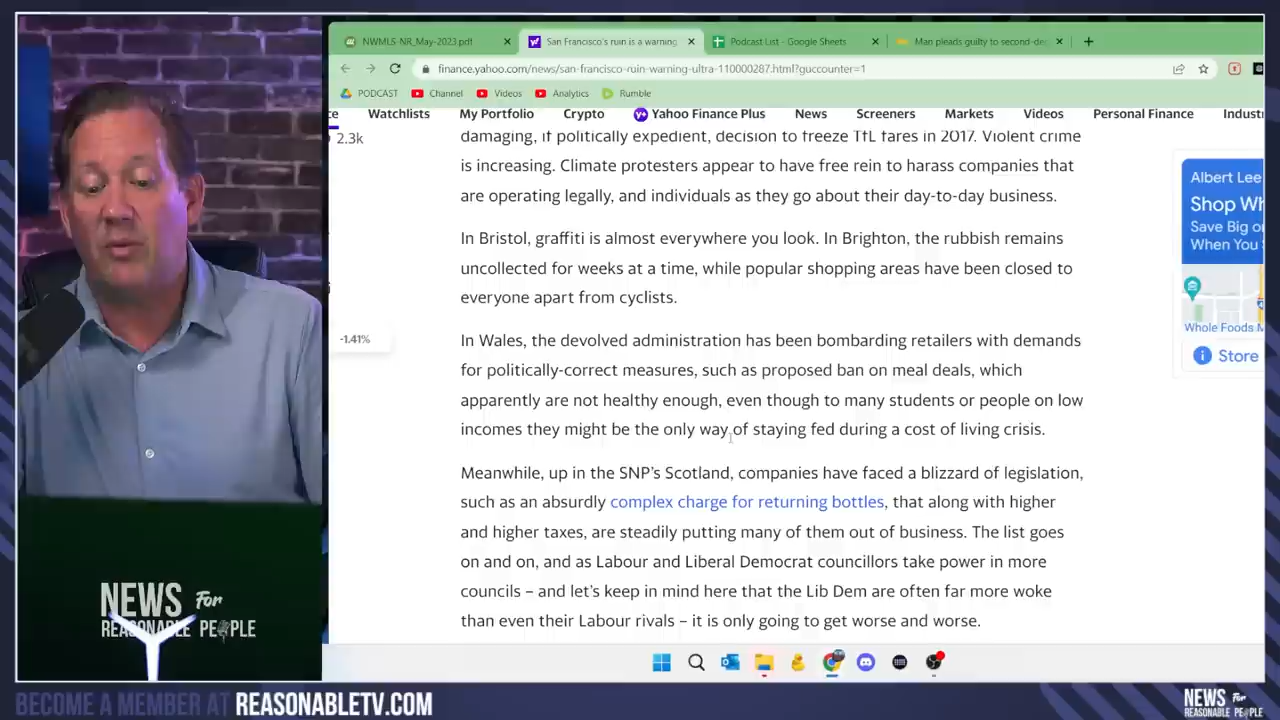 NWMLS-NR_May-2023.pdf
San Francisco's ruin is a warning
Podcast List - Google Sheets
Man pleads guilty to second-de
finance.yahoo.com/news/san-francisco-ruin-warning-ultra-110000287.html?guccounter=1
PODCAST
Channel
Videos
Analytics
Rumble
ce
Watchlists
My Portfolio
Crypto
Yahoo Finance Plus
News
Screeners
Markets
Videos
Personal Finance
Indust
2.3k
damaging, if politically expedient, decision to freeze TfL fares in 2017. Violent crime
is increasing. Climate protesters appear to have free rein to harass companies that
are operating legally, and individuals as they go about their day-to-day business.
In Bristol, graffiti is almost everywhere you look. In Brighton, the rubbish remains
uncollected for weeks at a time, while popular shopping areas have been closed to
everyone apart from cyclists.
In Wales, the devolved administration has been bombarding retailers with demands
for politically-correct measures, such as proposed ban on meal deals, which
apparently are not healthy enough, even though to many students or people on low
incomes they might be the only way of staying fed during a cost of living crisis.
Meanwhile, up in the SNP's Scotland, companies have faced a blizzard of legislation,
such as an absurdly complex charge for returning bottles, that along with higher
and higher taxes, are steadily putting many of them out of business. The list goes
on and on, and as Labour and Liberal Democrat councillors take power in more
councils – and let's keep in mind here that the Lib Dem are often far more woke
than even their Labour rivals – it is only going to get worse and worse.
-1.41%
Albert Lee
Shop Wh
Save Big o
When You
Whole Foods M
Store
NEWS For
REASONABLE PEOPLE
BECOME A MEMBER AT REASONABLETV.COM
NEWS For
REASONABLE PEOPLE